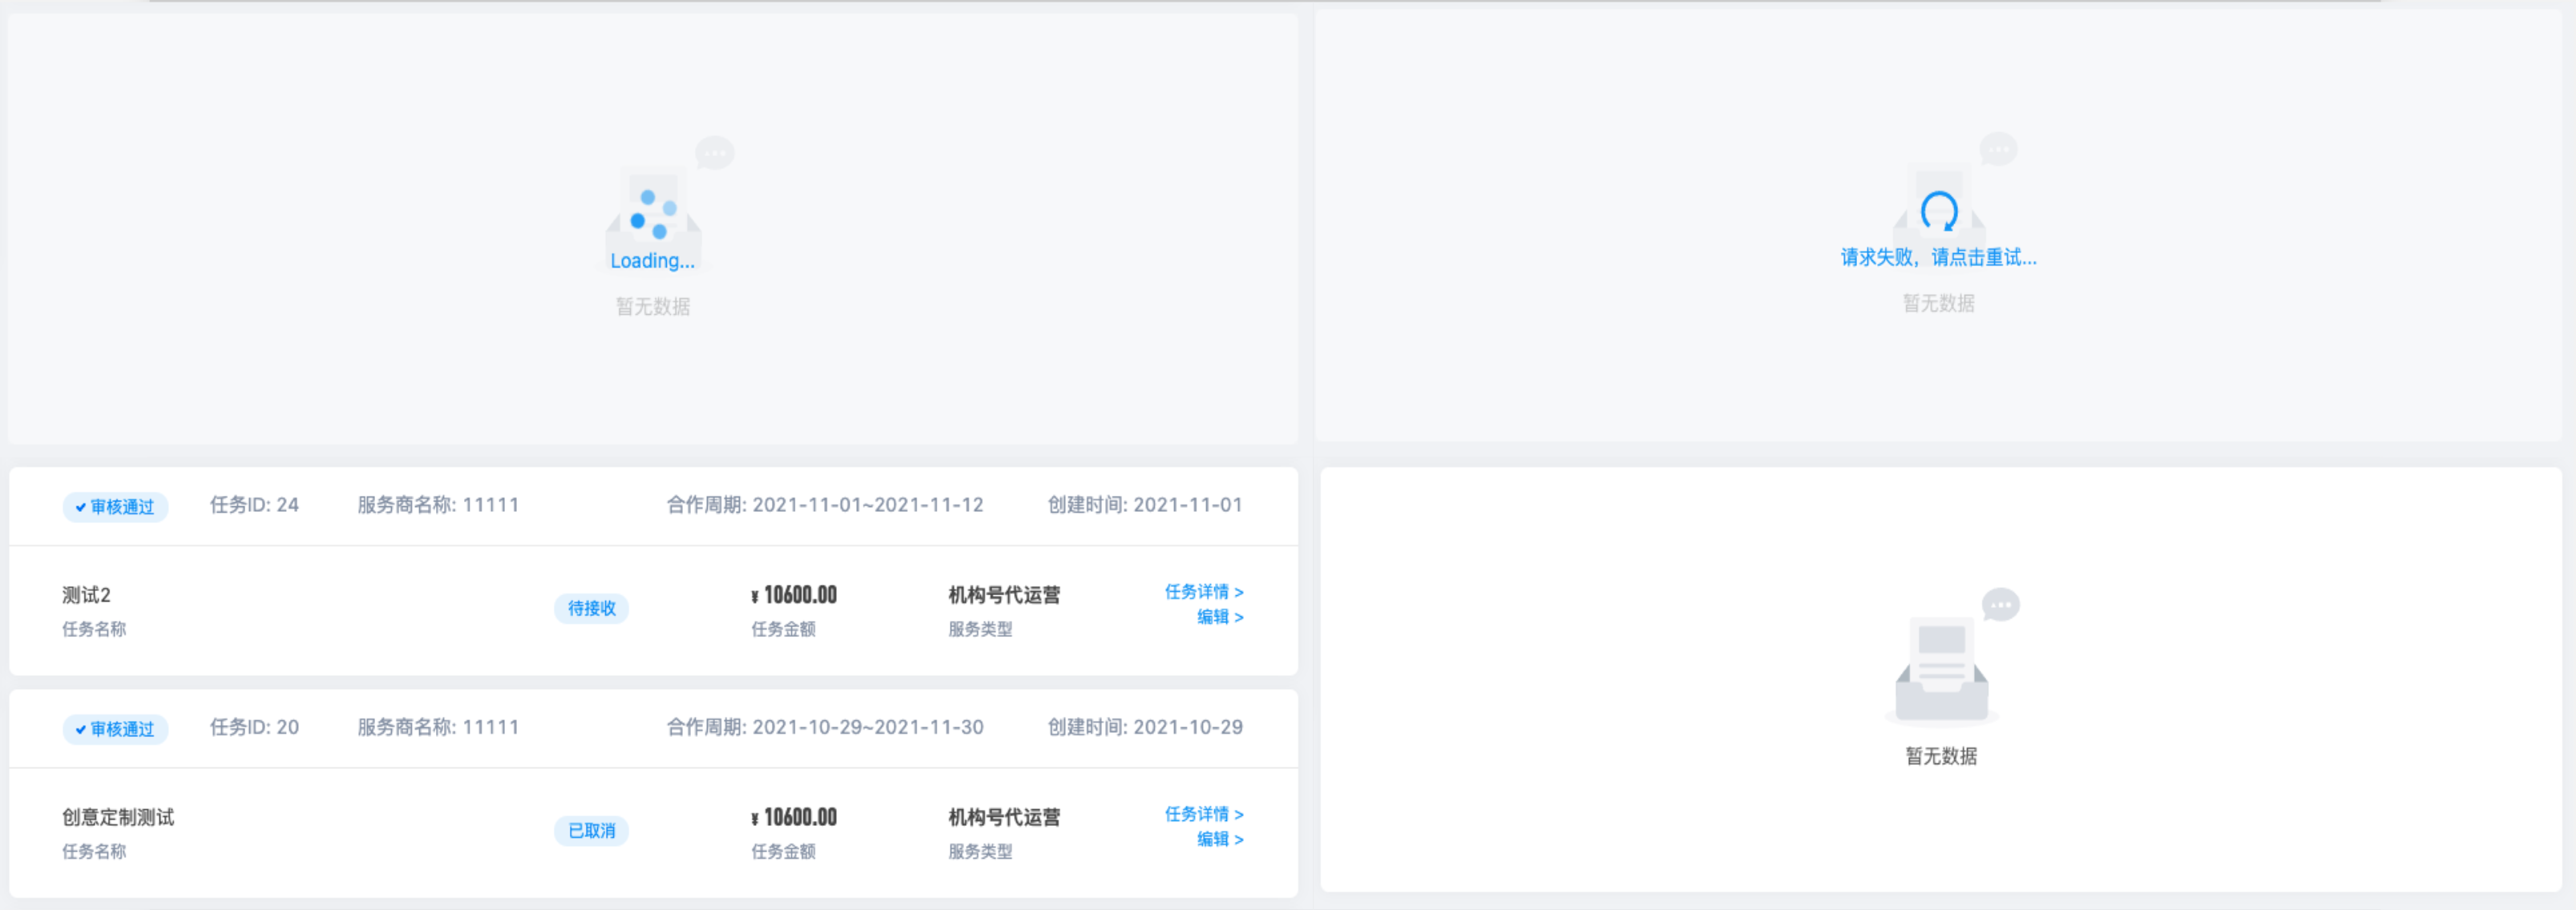 Loading...
暂无数据
请求失败，请点击重试...
暂无数据
审核通过 任务ID: 24 服务商名称: 11111 合作周期: 2021-11-01~2021-11-12 创建时间: 2021-11-01
测试2 待接收 ¥ 10600.00 机构号代运营 任务详情 >
编辑 >
任务名称 任务金额 服务类型
审核通过 任务ID: 20 服务商名称: 11111 合作周期: 2021-10-29~2021-11-30 创建时间: 2021-10-29
创意定制测试 已取消 ¥ 10600.00 机构号代运营 任务详情 >
编辑 >
任务名称 任务金额 服务类型
暂无数据